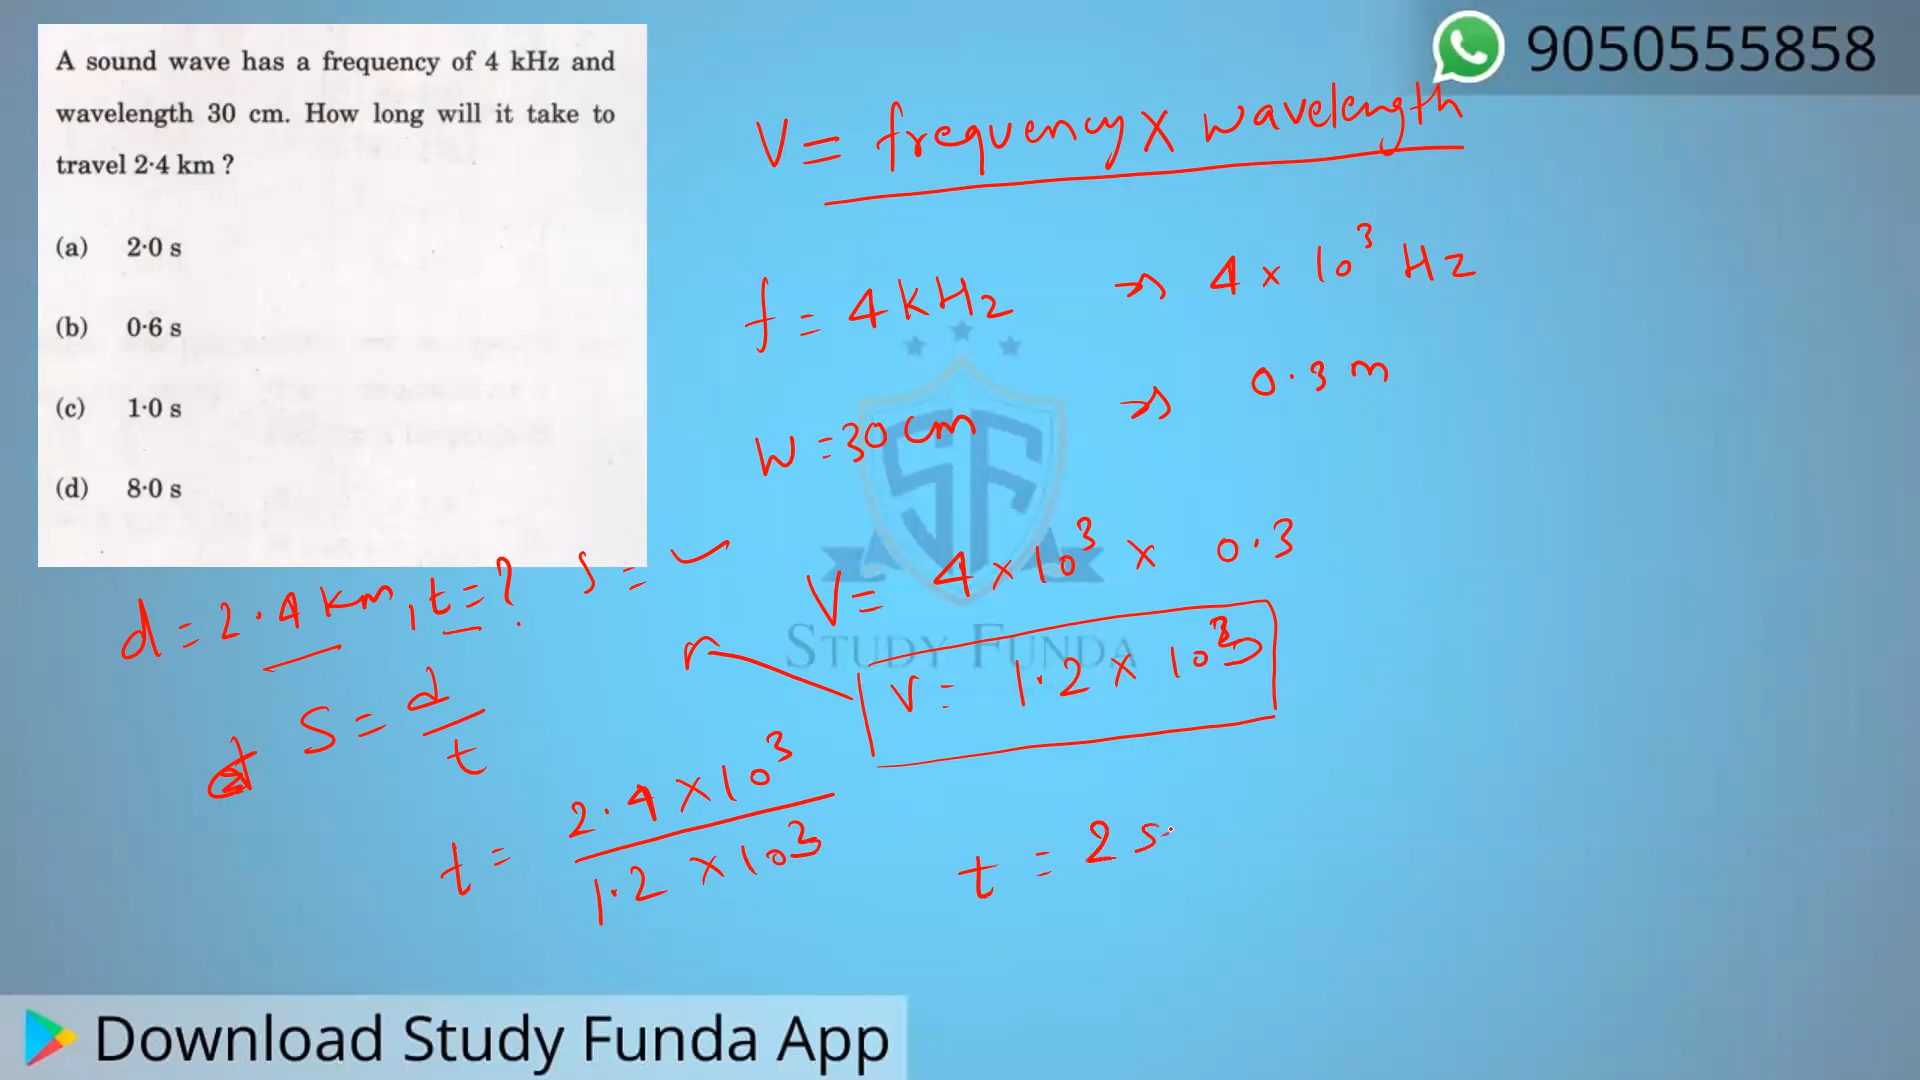 A sound wave has a frequency of 4 kHz and
wavelength 30 cm. How long will it take to
travel 2·4 km ?
(a) 2·0 s
(b) 0·6 s
(c) 1·0 s
(d) 8·0 s
9050555858
V = frequency × wavelength
f = 4 kHz ⇒ 4 × 10³ Hz
W = 30 cm ⇒ 0.3 m
V = 4 × 10³ × 0.3
V = 1.2 × 10³
d = 2.4 km, t = ? s = ✓
S = d/t
t = 2.4 × 10³ / 1.2 × 10³
t = 2 s
SF
STUDY FUNDA
Download Study Funda App